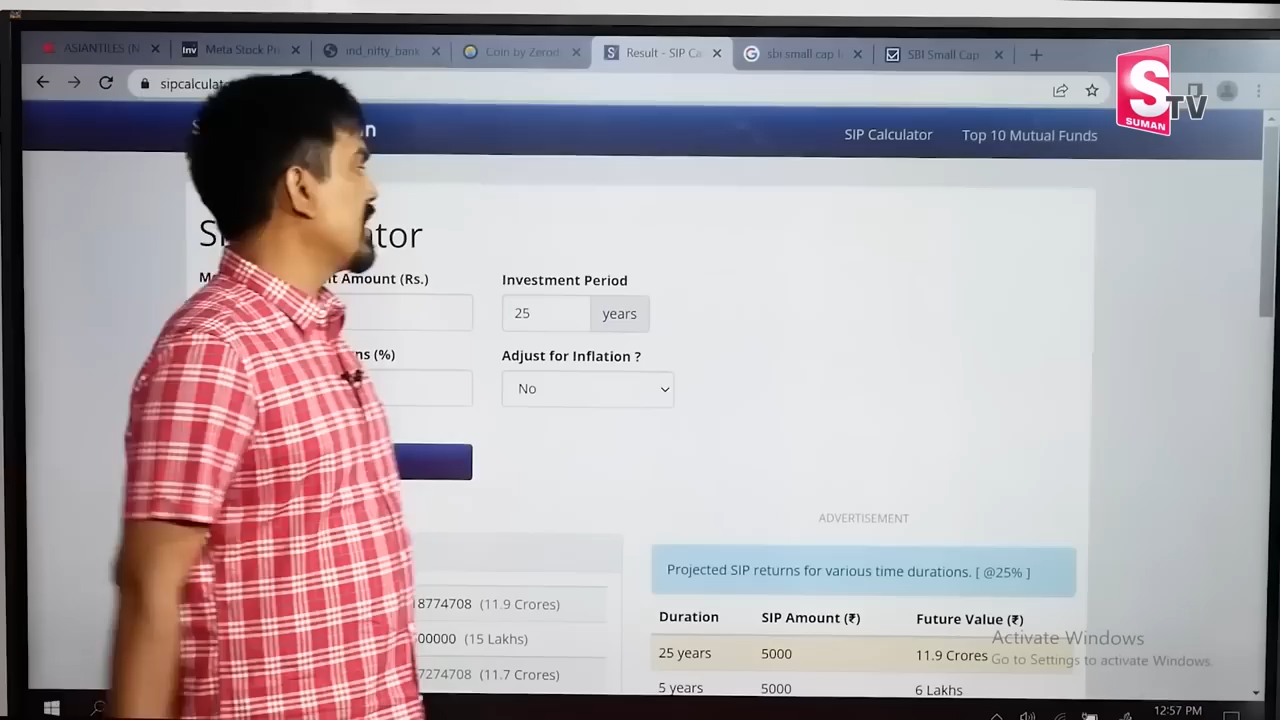 ASIANTILES (N
Inv Meta Stock Pr
ind_nifty_bank
Coin by Zerod
S Result - SIP Ca
G sbi small cap
SBI Small Cap
S TV
SUMAN
sipcalculat
n
SIP Calculator Top 10 Mutual Funds
S ator
M t Amount (Rs.) Investment Period
25 years
ns (%) Adjust for Inflation ?
No
ADVERTISEMENT
Projected SIP returns for various time durations. [ @25% ]
8774708 (11.9 Crores)
Duration SIP Amount (₹) Future Value (₹)
00000 (15 Lakhs)
Activate Windows
25 years 5000 11.9 Crores
Go to Settings to activate Windows.
7274708 (11.7 Crores)
5 years 5000 6 Lakhs
12:57 PM